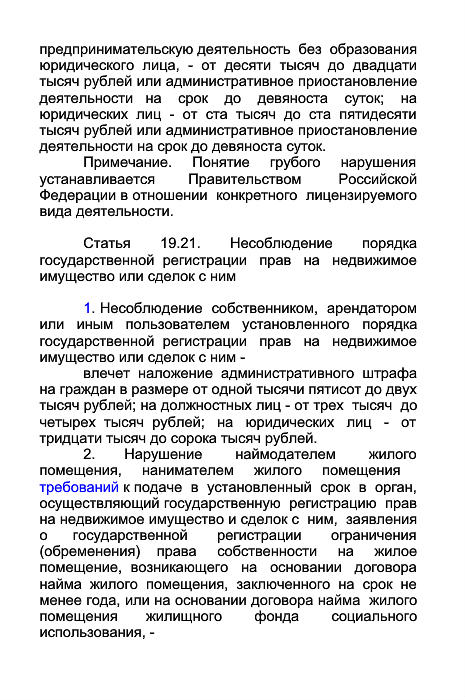 предпринимательскую деятельность без образования
юридического лица, - от десяти тысяч до двадцати
тысяч рублей или административное приостановление
деятельности на срок до девяноста суток; на
юридических лиц - от ста тысяч до ста пятидесяти
тысяч рублей или административное приостановление
деятельности на срок до девяноста суток.
Примечание. Понятие грубого нарушения
устанавливается Правительством Российской
Федерации в отношении конкретного лицензируемого
вида деятельности.
Статья 19.21. Несоблюдение порядка
государственной регистрации прав на недвижимое
имущество или сделок с ним
1. Несоблюдение собственником, арендатором
или иным пользователем установленного порядка
государственной регистрации прав на недвижимое
имущество или сделок с ним -
влечет наложение административного штрафа
на граждан в размере от одной тысячи пятисот до двух
тысяч рублей; на должностных лиц - от трех тысяч до
четырех тысяч рублей; на юридических лиц - от
тридцати тысяч до сорока тысяч рублей.
2. Нарушение наймодателем жилого
помещения, нанимателем жилого помещения
требований к подаче в установленный срок в орган,
осуществляющий государственную регистрацию прав
на недвижимое имущество и сделок с ним, заявления
о государственной регистрации ограничения
(обременения) права собственности на жилое
помещение, возникающего на основании договора
найма жилого помещения, заключенного на срок не
менее года, или на основании договора найма жилого
помещения жилищного фонда социального
использования, -